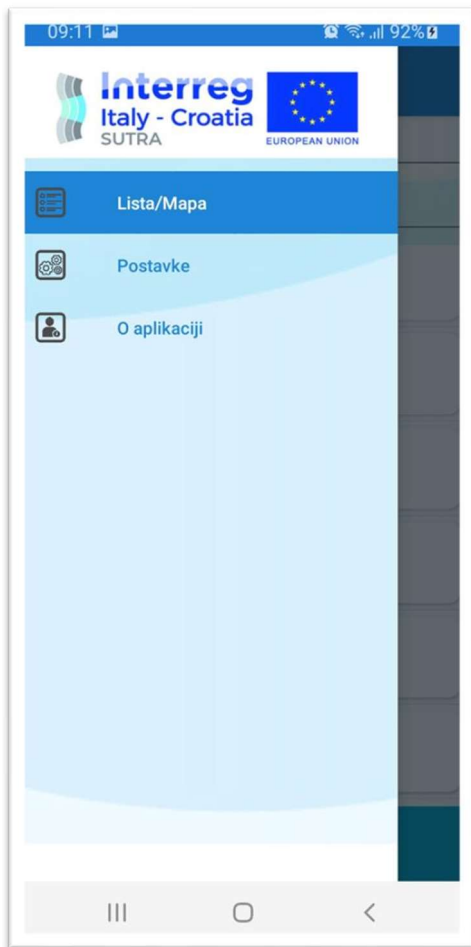 09:11
92%
Interreg
Italy - Croatia
SUTRA
EUROPEAN UNION
Lista/Mapa
Postavke
O aplikaciji